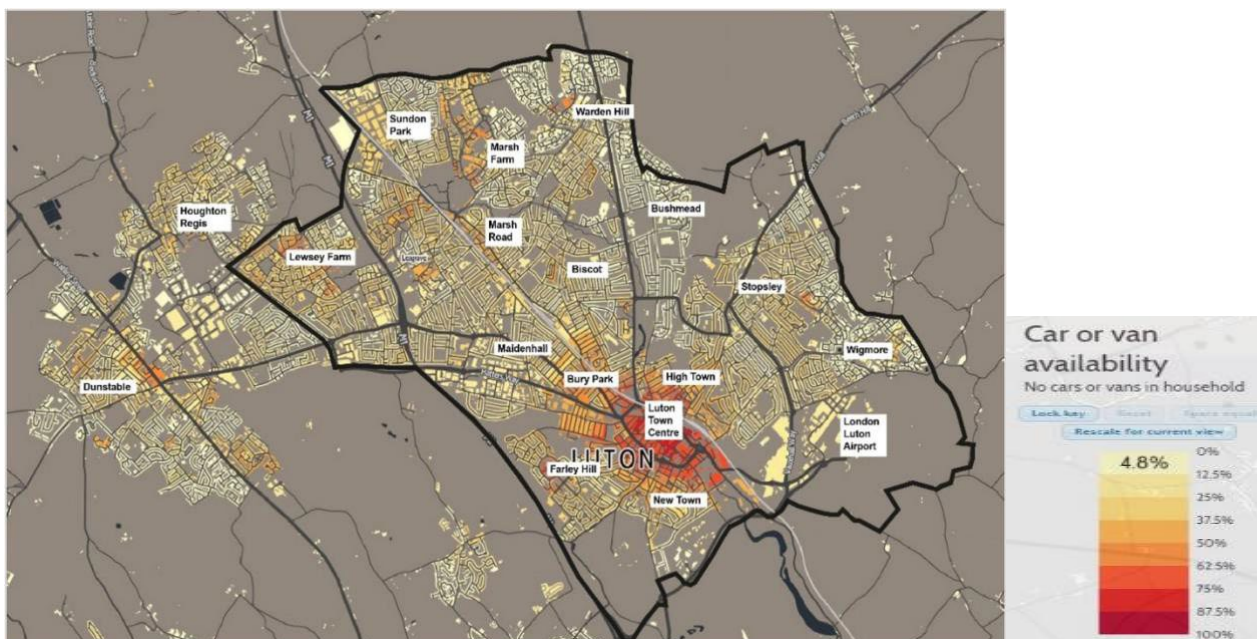 Sundon
Park
Warden Hill
Marsh
Farm
M1
Houghton
Regis
Bushmead
Marsh
Road
Lewsey Farm
Biscot
Stopsley
Maidenhall
Wigmore
Bury Park
High Town
Dunstable
Luton
Town
Centre
London
Luton
Airport
LUTON
Farley Hill
New Town
M1
Car or van
availability
No cars or vans in household
Lock key
Reset
Rescale for current view
4.8%
0%
12.5%
25%
37.5%
50%
62.5%
75%
87.5%
100%